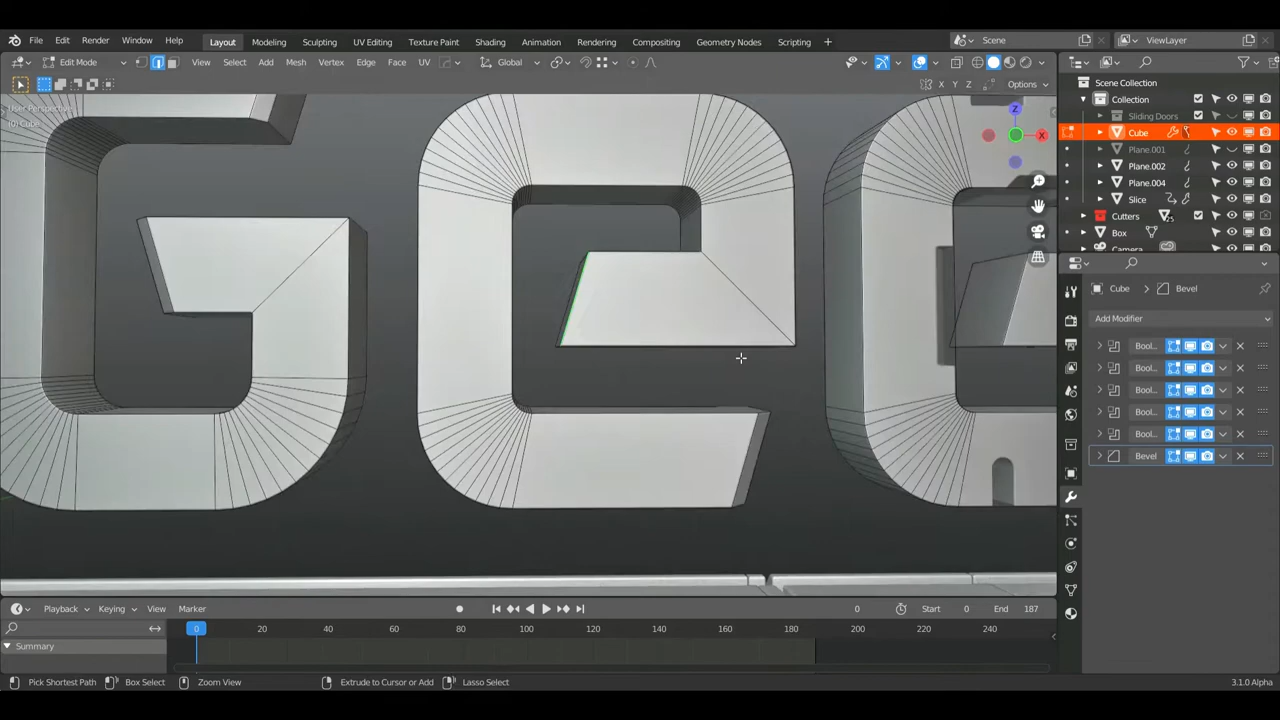 File Edit Render Window Help Layout Modeling Sculpting UV Editing Texture Paint Shading Animation Rendering Compositing Geometry Nodes Scripting + Scene ViewLayer
Edit Mode View Select Add Mesh Vertex Edge Face UV Global
X Y Z Options
User Perspective
(0) Cube
Z
X
Scene Collection
Collection
Sliding Doors
Cube
Plane.001
Plane.002
Plane.004
Slice
Cutters
Box
Camera
Cube > Bevel
Add Modifier
Bool...
Bool...
Bool...
Bool...
Bool...
Bevel
G e
Playback Keying View Marker 0 Start 0 End 187
0 20 40 60 80 100 120 140 160 180 200 220 240
Summary
Pick Shortest Path Box Select Zoom View Extrude to Cursor or Add Lasso Select 3.1.0 Alpha